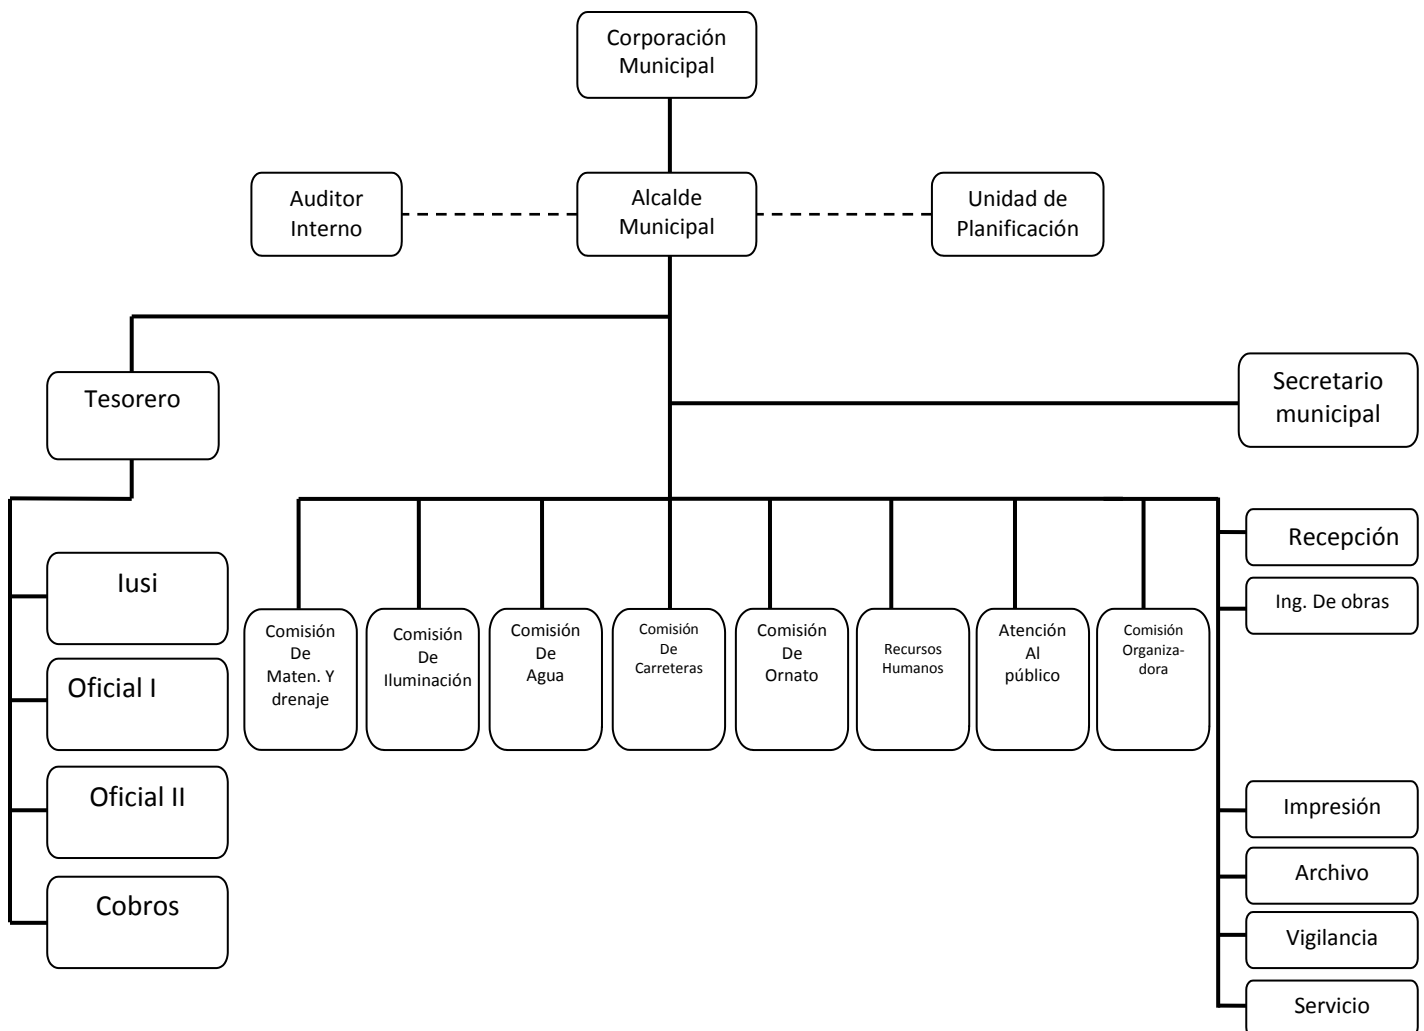 Corporación
Municipal
Auditor
Interno
Alcalde
Municipal
Unidad de
Planificación
Tesorero
Secretario
municipal
Iusi
Oficial I
Oficial II
Cobros
Comisión
De
Maten. Y
drenaje
Comisión
De
Iluminación
Comisión
De
Agua
Comisión
De
Carreteras
Comisión
De
Ornato
Recursos
Humanos
Atención
Al
público
Comisión
Organiza-
dora
Recepción
Ing. De obras
Impresión
Archivo
Vigilancia
Servicio